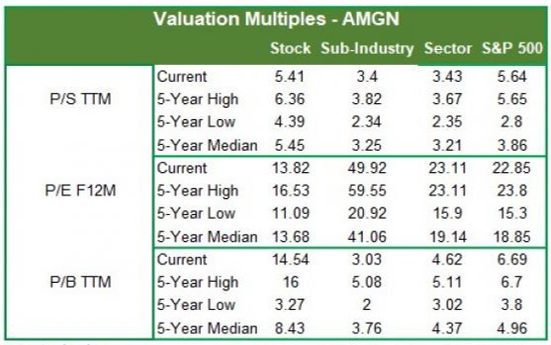 Valuation Multiples - AMGN
Stock Sub-Industry Sector S&P 500
P/S TTM
Current 5.41 3.4 3.43 5.64
5-Year High 6.36 3.82 3.67 5.65
5-Year Low 4.39 2.34 2.35 2.8
5-Year Median 5.45 3.25 3.21 3.86
P/E F12M
Current 13.82 49.92 23.11 22.85
5-Year High 16.53 59.55 23.11 23.8
5-Year Low 11.09 20.92 15.9 15.3
5-Year Median 13.68 41.06 19.14 18.85
P/B TTM
Current 14.54 3.03 4.62 6.69
5-Year High 16 5.08 5.11 6.7
5-Year Low 3.27 2 3.02 3.8
5-Year Median 8.43 3.76 4.37 4.96